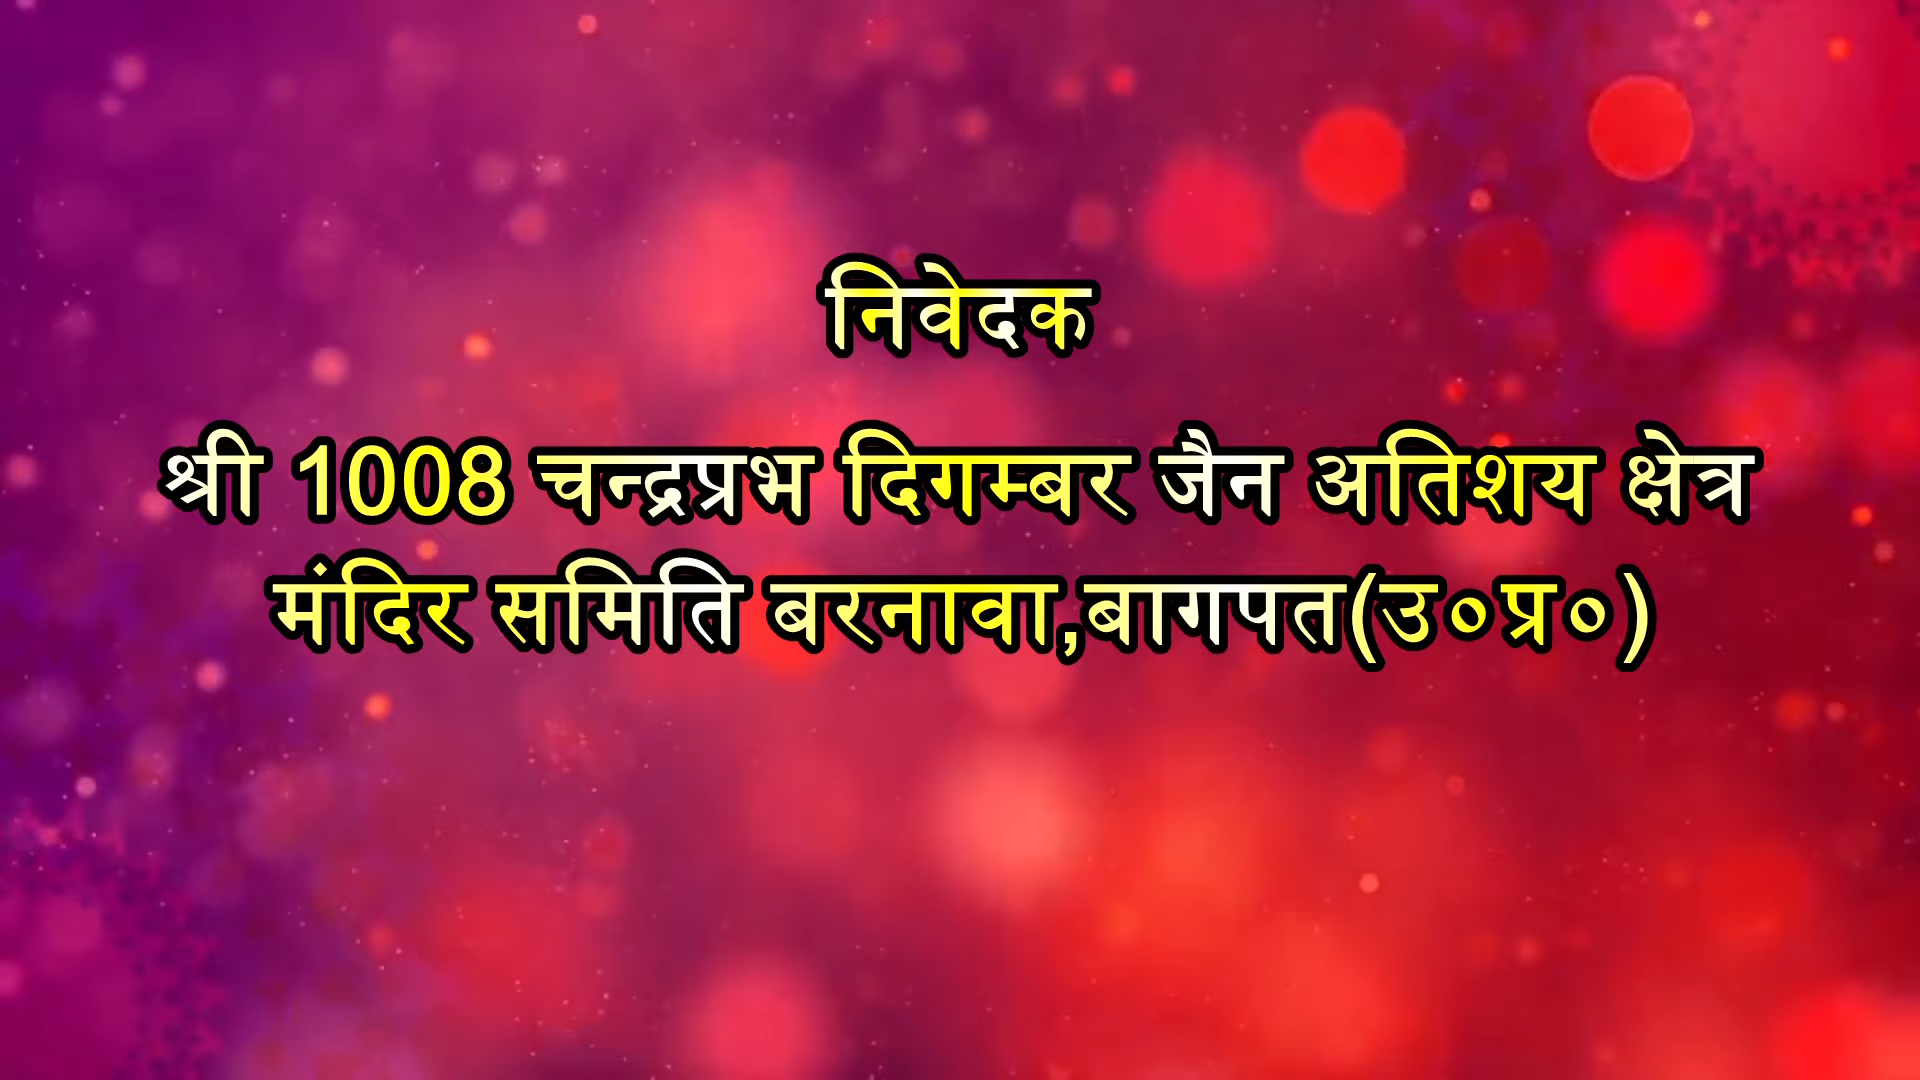 निवेदक
श्री 1008 चन्द्रप्रभ दिगम्बर जैन अतिशय क्षेत्र
मंदिर समिति बरनावा,बागपत(उ०प्र०)